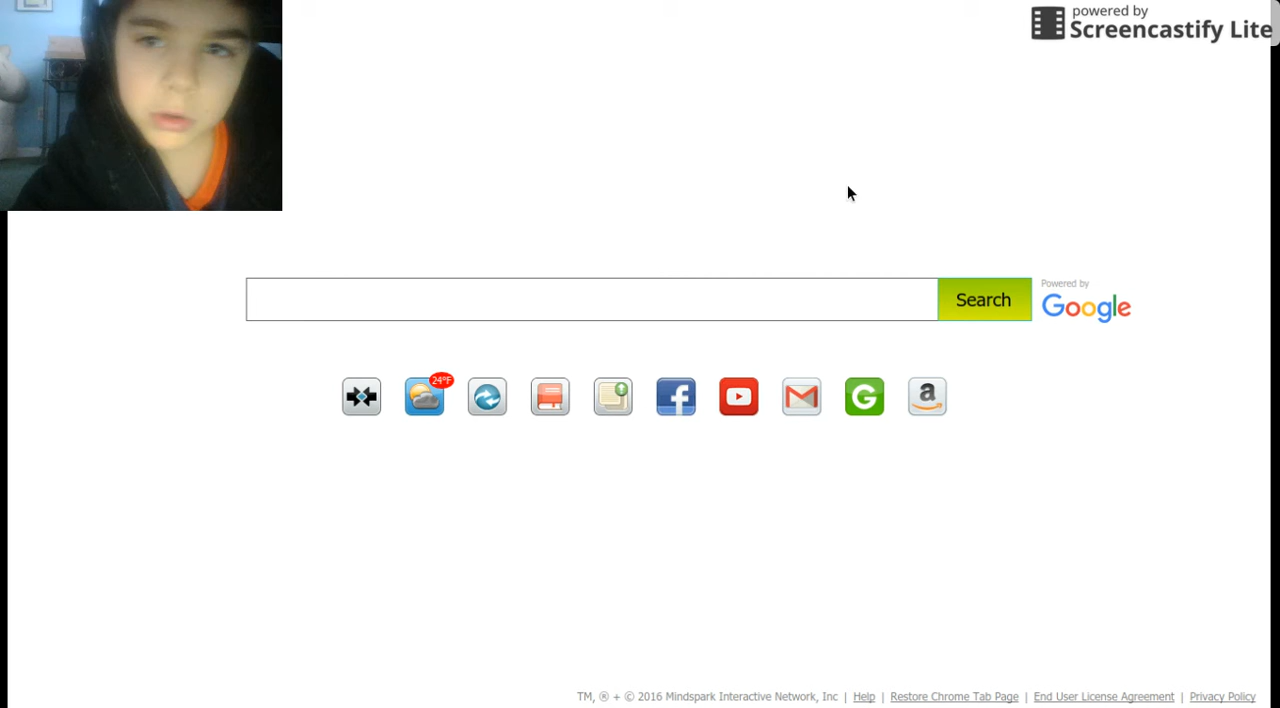 powered by
Screencastify Lite
Search
Powered by
Google
24°F
f
G
a
TM, ® + © 2016 Mindspark Interactive Network, Inc | Help | Restore Chrome Tab Page | End User License Agreement | Privacy Policy